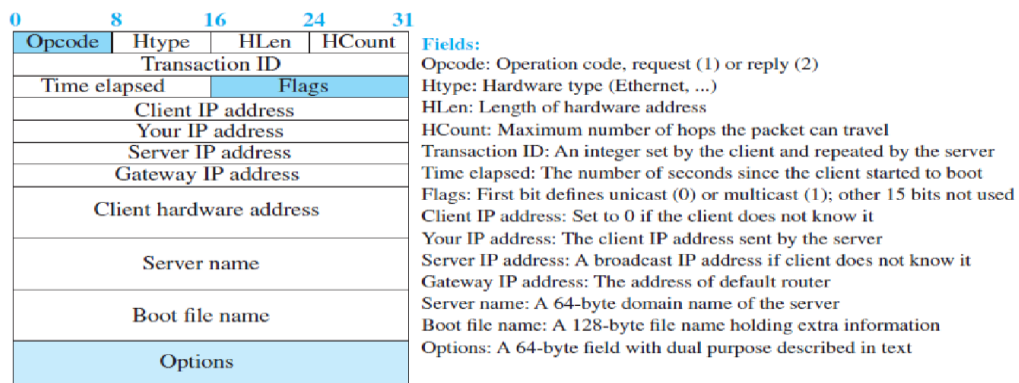 0 8 16 24 31
Opcode Htype HLen HCount
Transaction ID
Time elapsed Flags
Client IP address
Your IP address
Server IP address
Gateway IP address
Client hardware address
Server name
Boot file name
Options
Fields:
Opcode: Operation code, request (1) or reply (2)
Htype: Hardware type (Ethernet, ...)
HLen: Length of hardware address
HCount: Maximum number of hops the packet can travel
Transaction ID: An integer set by the client and repeated by the server
Time elapsed: The number of seconds since the client started to boot
Flags: First bit defines unicast (0) or multicast (1); other 15 bits not used
Client IP address: Set to 0 if the client does not know it
Your IP address: The client IP address sent by the server
Server IP address: A broadcast IP address if client does not know it
Gateway IP address: The address of default router
Server name: A 64-byte domain name of the server
Boot file name: A 128-byte file name holding extra information
Options: A 64-byte field with dual purpose described in text